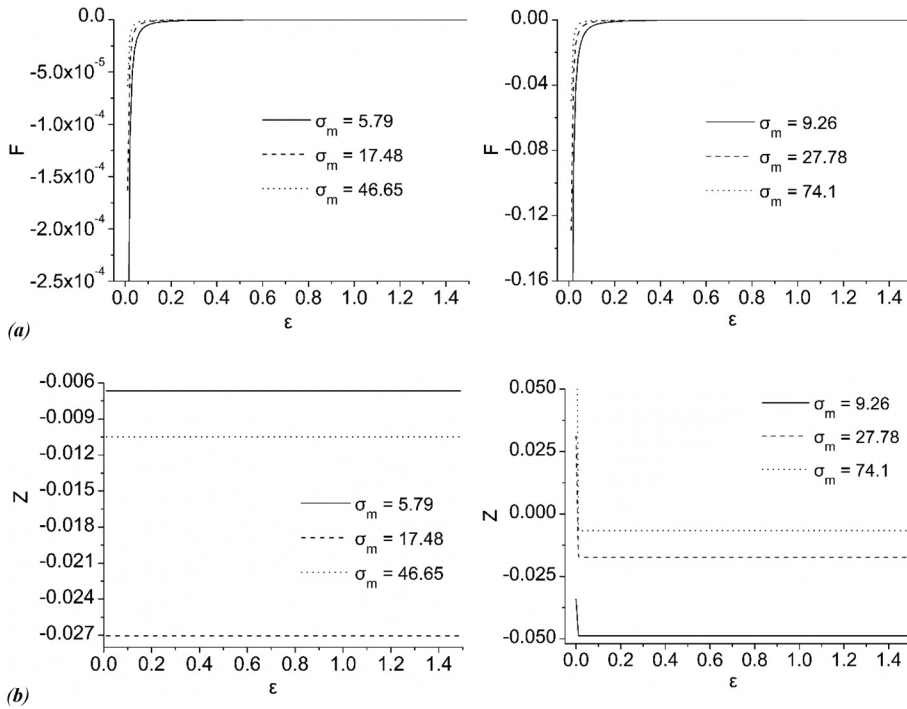 0.0
-5.0x10⁻⁵
-1.0x10⁻⁴
-1.5x10⁻⁴
-2.0x10⁻⁴
-2.5x10⁻⁴
F
σm = 5.79
σm = 17.48
σm = 46.65
0.0 0.2 0.4 0.6 0.8 1.0 1.2 1.4
ε
0.00
-0.04
-0.08
-0.12
-0.16
F
σm = 9.26
σm = 27.78
σm = 74.1
0.0 0.2 0.4 0.6 0.8 1.0 1.2 1.4
ε
(a)
-0.006
-0.009
-0.012
-0.015
-0.018
-0.021
-0.024
-0.027
Z
σm = 5.79
σm = 17.48
σm = 46.65
0.0 0.2 0.4 0.6 0.8 1.0 1.2 1.4
ε
0.050
0.025
0.000
-0.025
-0.050
Z
σm = 9.26
σm = 27.78
σm = 74.1
0.0 0.2 0.4 0.6 0.8 1.0 1.2 1.4
ε
(b)